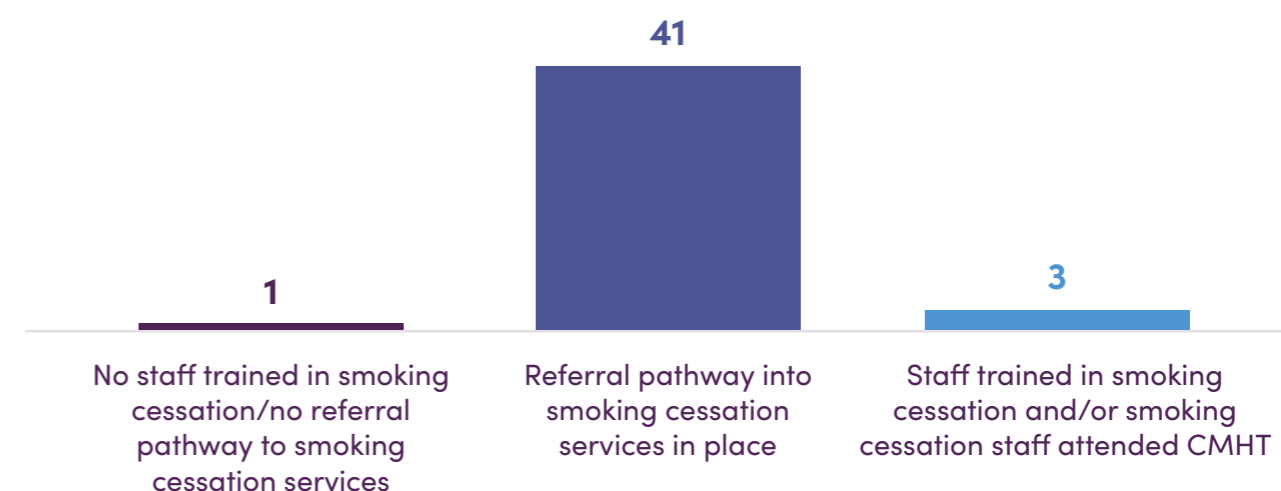 41
1
3
No staff trained in smoking
cessation/no referral
pathway to smoking
cessation services
Referral pathway into
smoking cessation
services in place
Staff trained in smoking
cessation and/or smoking
cessation staff attended CMHT